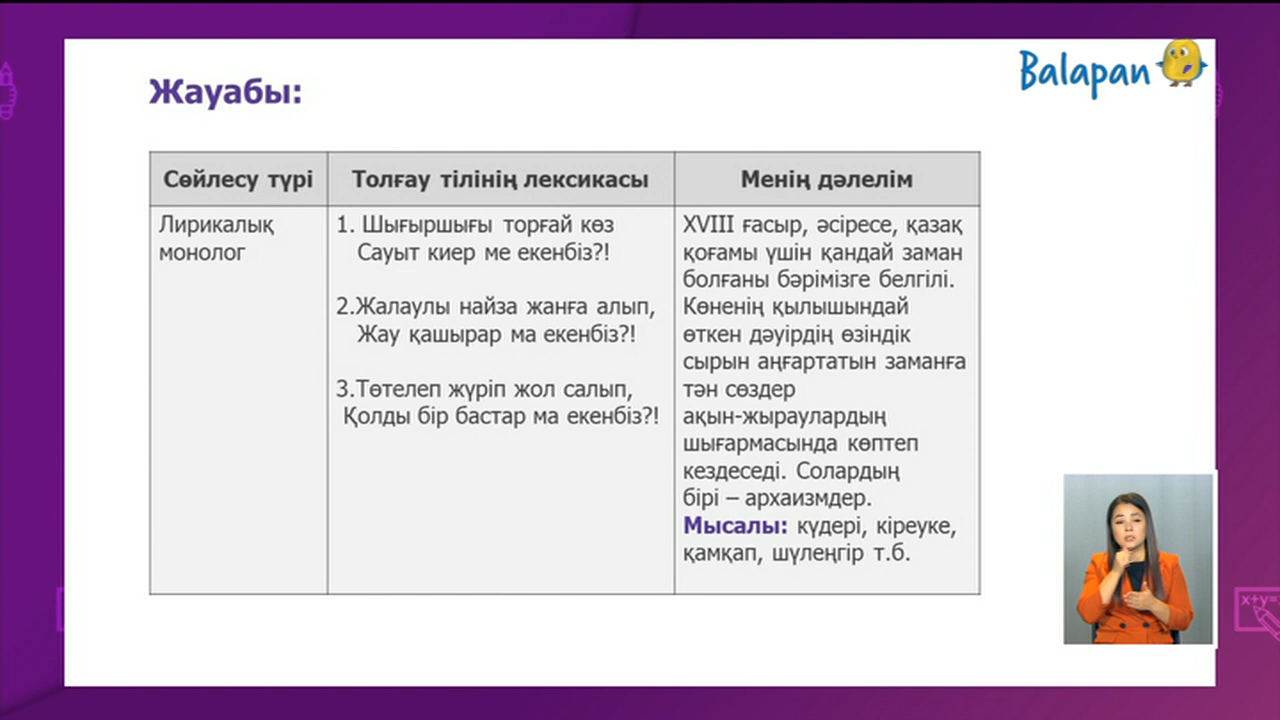 Balapan
Жауабы:
Сөйлесу түрі
Толғау тілінің лексикасы
Менің дәлелім
Лирикалық
монолог
1. Шығыршығы торғай көз
Сауыт киер ме екенбіз?!
2.Жалаулы найза жанға алып,
Жау қашырар ма екенбіз?!
3.Төтелеп жүріп жол салып,
Қолды бір бастар ма екенбіз?!
XVIII ғасыр, әсіресе, қазақ
қоғамы үшін қандай заман
болғаны бәрімізге белгілі.
Көненің қылышындай
өткен дәуірдің өзіндік
сырын аңғартатын заманға
тән сөздер
ақын-жыраулардың
шығармасында көптеп
кездеседі. Солардың
бірі – архаизмдер.
Мысалы: күдері, кіреуке,
қамқап, шүлеңгір т.б.
x+y=